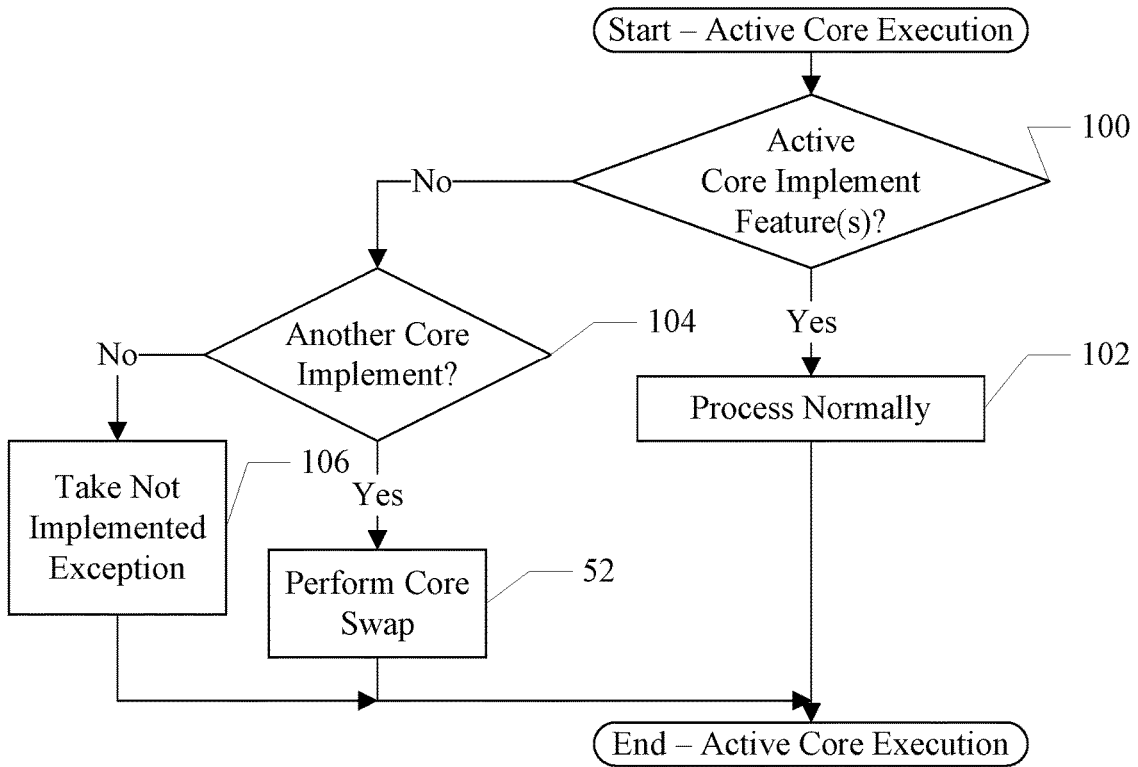 Start – Active Core Execution
100
Active
Core Implement
Feature(s)?
No
Another Core
Implement?
104
Yes
102
No
Process Normally
106
Take Not
Implemented
Exception
Yes
52
Perform Core
Swap
End – Active Core Execution